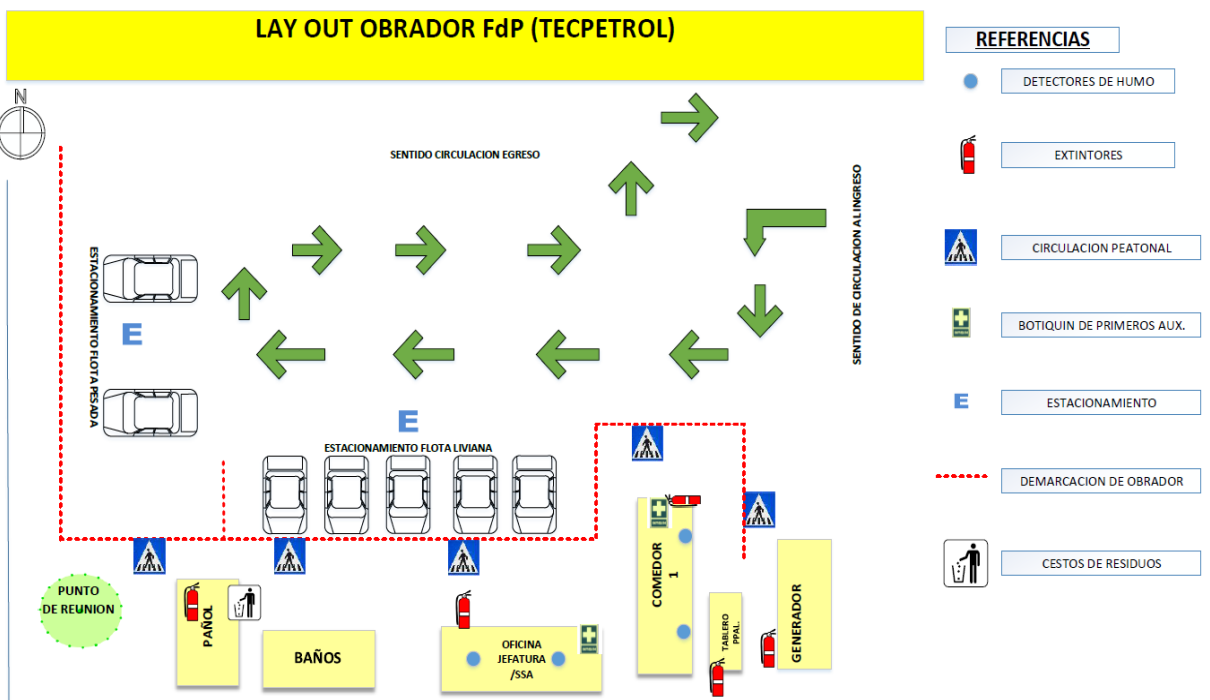 LAY OUT OBRADOR FdP (TECPETROL)
REFERENCIAS
DETECTORES DE HUMO
EXTINTORES
CIRCULACION PEATONAL
BOTIQUIN DE PRIMEROS AUX.
E
ESTACIONAMIENTO
DEMARCACION DE OBRADOR
CESTOS DE RESIDUOS
N
SENTIDO CIRCULACION EGRESO
SENTIDO DE CIRCULACION AL INGRESO
ESTACIONAMIENTO FLOTA PESADA
E
E
ESTACIONAMIENTO FLOTA LIVIANA
PUNTO
DE REUNION
PAÑOL
BAÑOS
OFICINA
JEFATURA
/SSA
COMEDOR
1
TABLERO
PPAL.
GENERADOR